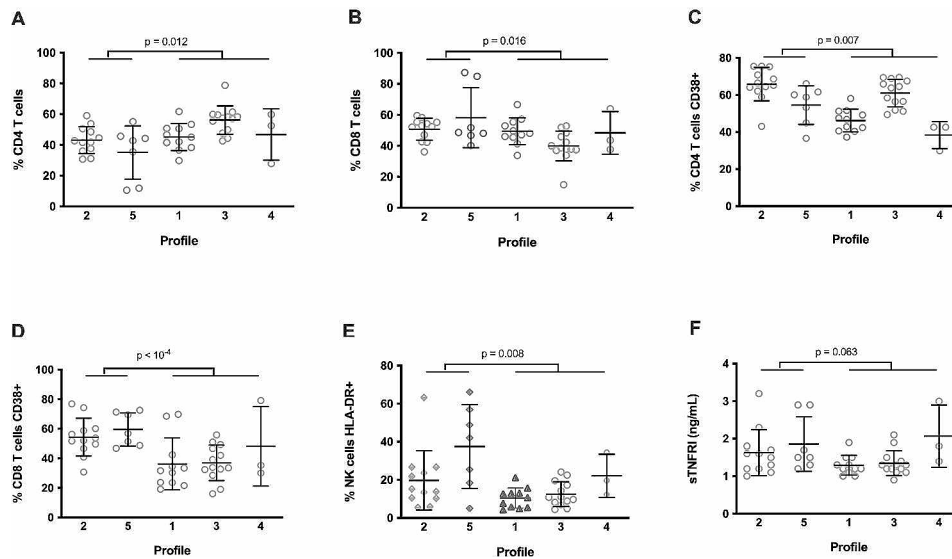 A
p = 0.012
% CD4 T cells
100
80
60
40
20
0
2 5 1 3 4
Profile
B
p = 0.016
% CD8 T cells
100
80
60
40
20
0
2 5 1 3 4
Profile
C
p = 0.007
% CD4 T cells CD38+
80
60
40
20
0
2 5 1 3 4
Profile
D
p < 10-4
% CD8 T cells CD38+
100
80
60
40
20
0
2 5 1 3 4
Profile
E
p = 0.008
% NK cells HLA-DR+
80
60
40
20
0
2 5 1 3 4
Profile
F
p = 0.063
sTNFRI (ng/mL)
4
3
2
1
0
2 5 1 3 4
Profile